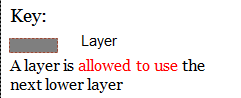 Key:
Layer
A layer is allowed to use the
next lower layer